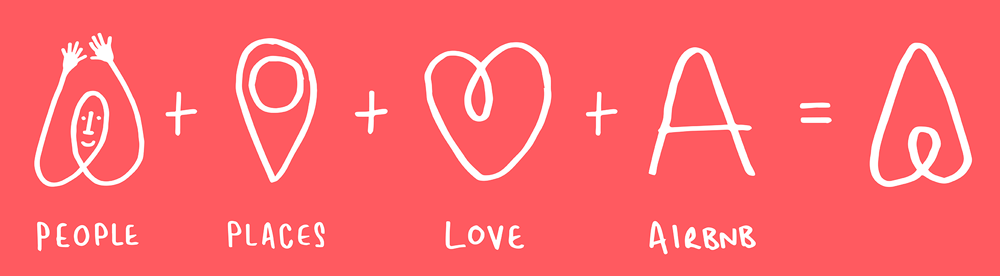 + + + A =
PEOPLE PLACES LOVE AIRBNB